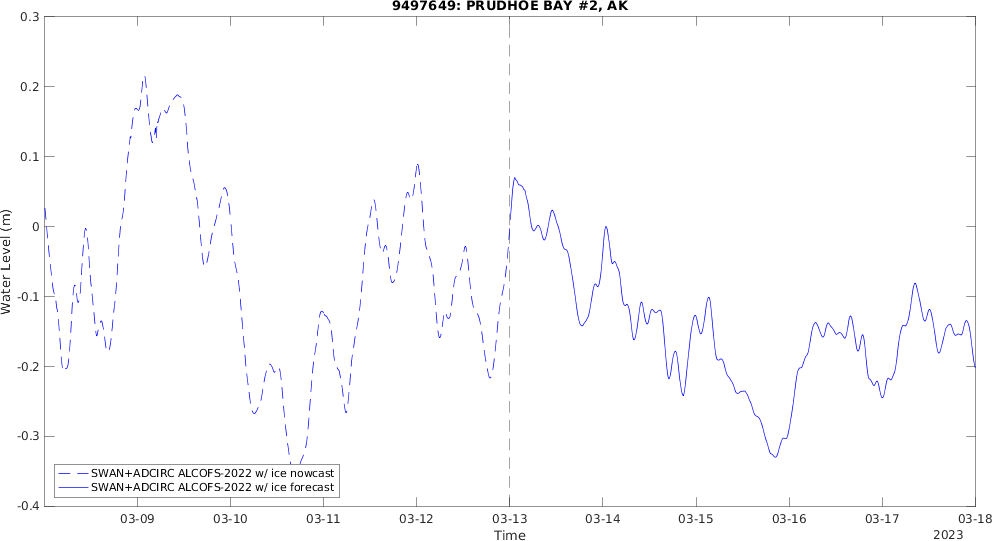 9497649: PRUDHOE BAY #2, AK
0.3
0.2
0.1
0
-0.1
-0.2
-0.3
-0.4
Water Level (m)
SWAN+ADCIRC ALCOFS-2022 w/ ice nowcast
SWAN+ADCIRC ALCOFS-2022 w/ ice forecast
03-09 03-10 03-11 03-12 03-13 03-14 03-15 03-16 03-17 03-18
Time
2023